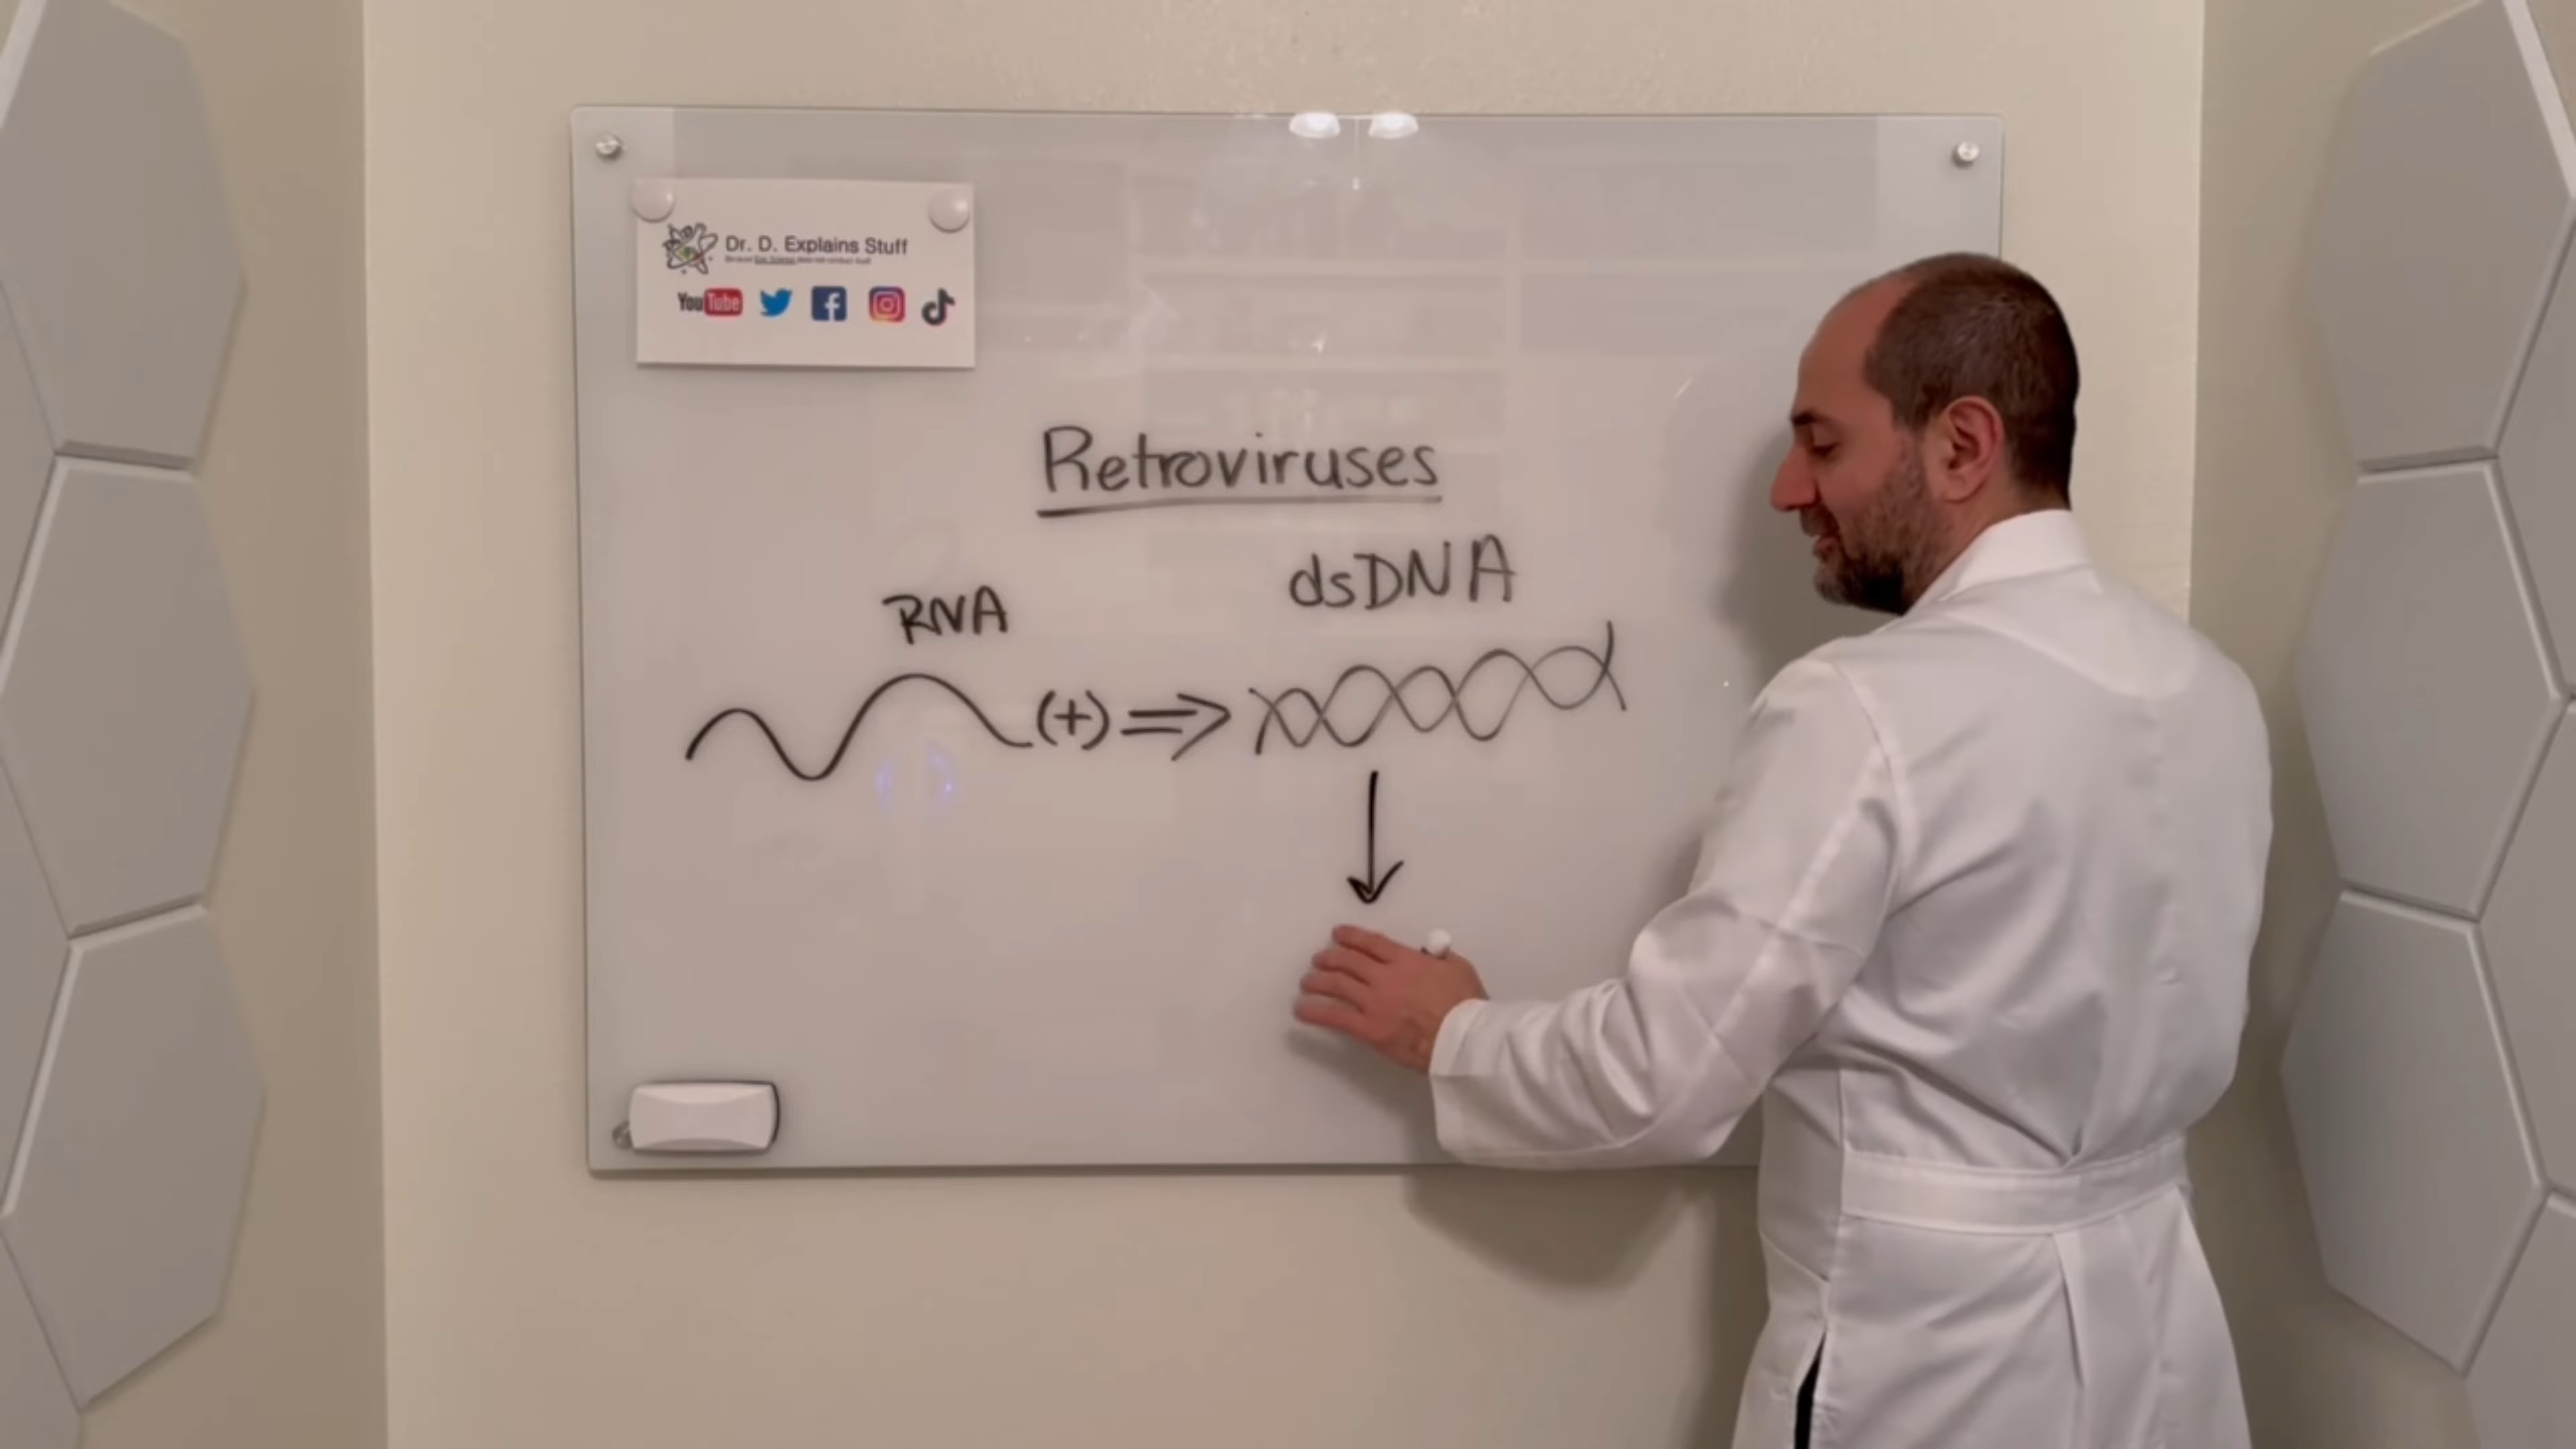 Dr. D. Explains Stuff
YouTube
Retroviruses
RNA
dsDNA
(+)